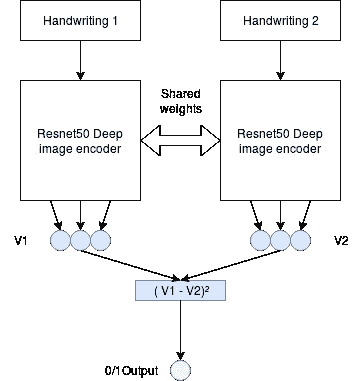 Handwriting 1
Handwriting 2
Shared
weights
Resnet50 Deep
image encoder
Resnet50 Deep
image encoder
V1
V2
( V1 - V2)²
0/1Output